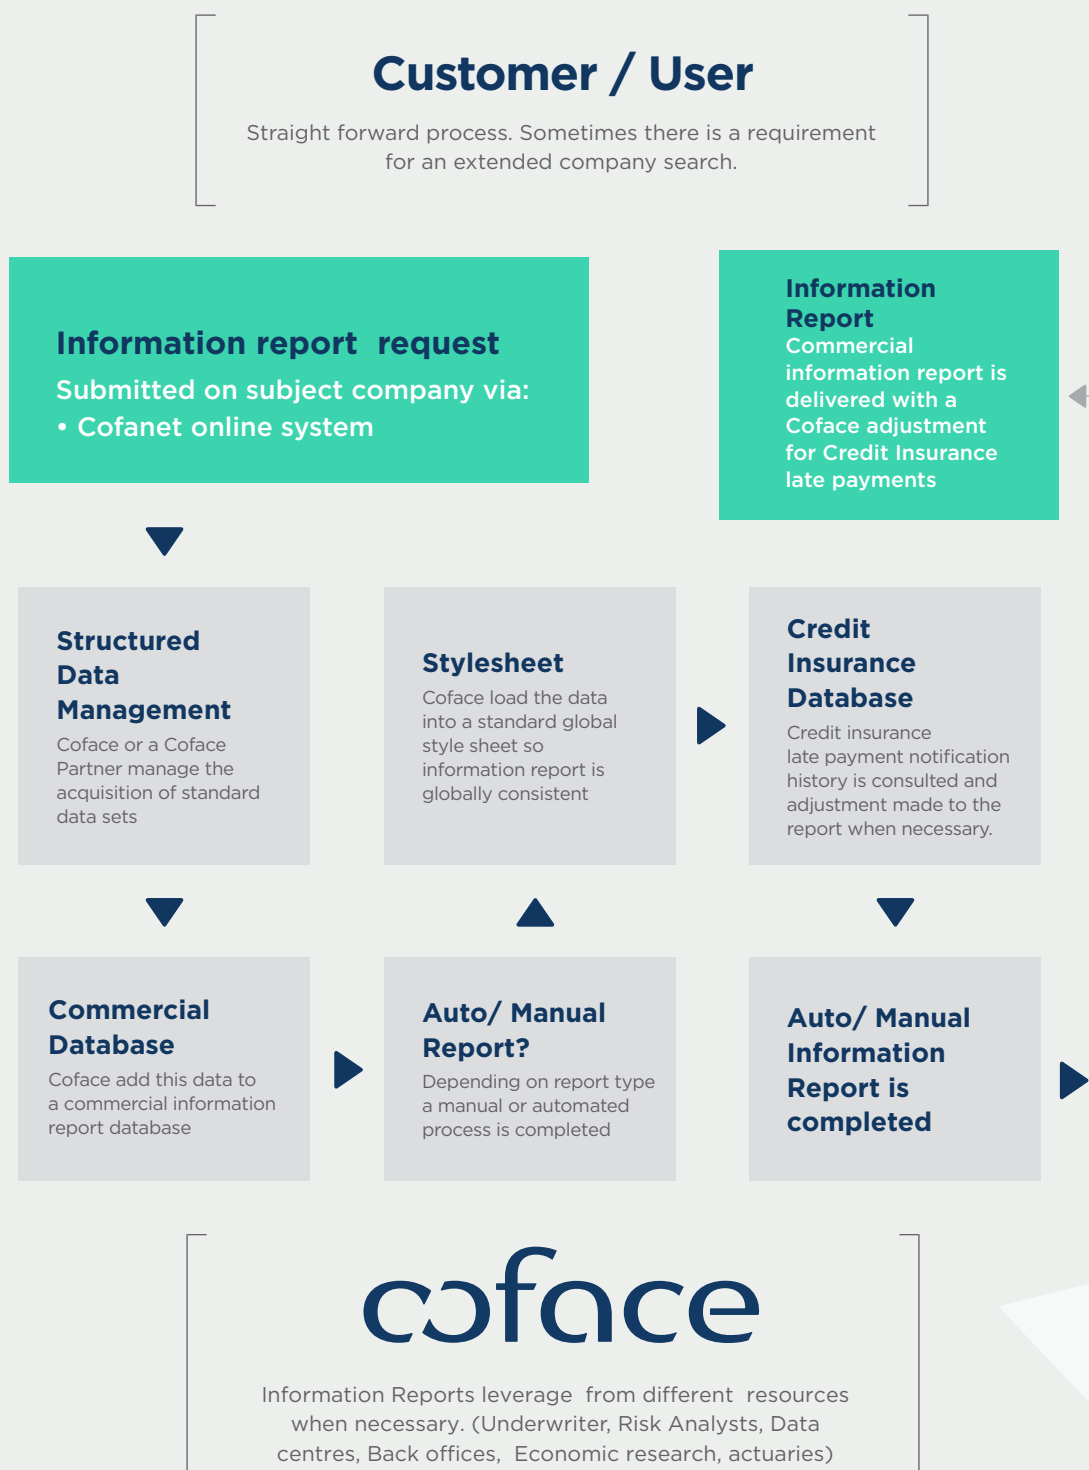 Customer / User
Straight forward process. Sometimes there is a requirement
for an extended company search.
Information report request
Submitted on subject company via:
• Cofanet online system
Information
Report
Commercial
information report is
delivered with a
Coface adjustment
for Credit Insurance
late payments
Structured
Data
Management
Coface or a Coface
Partner manage the
acquisition of standard
data sets
Stylesheet
Coface load the data
into a standard global
style sheet so
information report is
globally consistent
Credit
Insurance
Database
Credit insurance
late payment notification
history is consulted and
adjustment made to the
report when necessary.
Commercial
Database
Coface add this data to
a commercial information
report database
Auto/ Manual
Report?
Depending on report type
a manual or automated
process is completed
Auto/ Manual
Information
Report is
completed
coface
Information Reports leverage from different resources
when necessary. (Underwriter, Risk Analysts, Data
centres, Back offices, Economic research, actuaries)